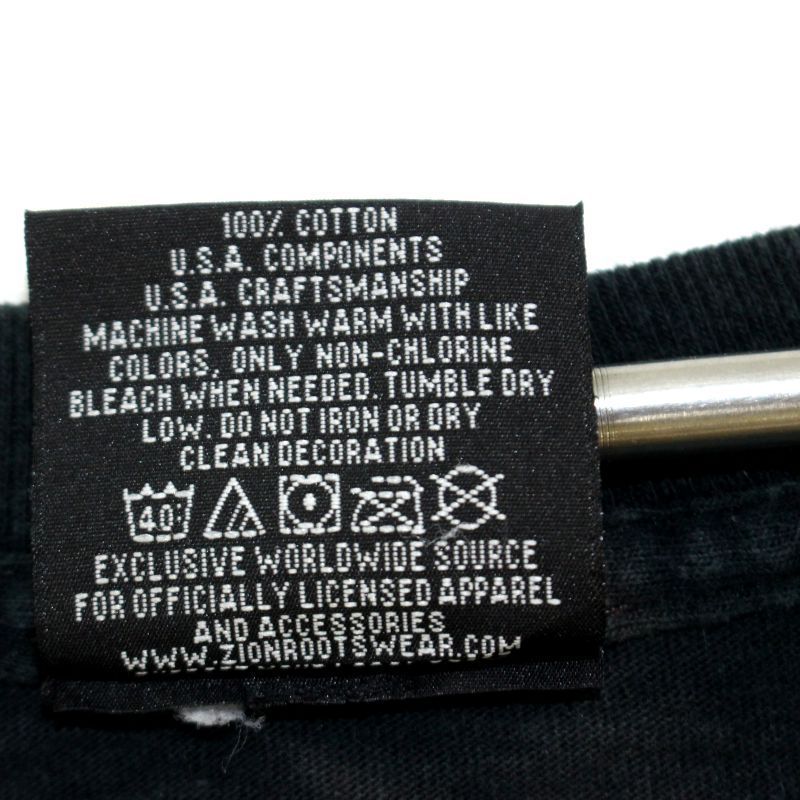 100% COTTON
U.S.A. COMPONENTS
U.S.A. CRAFTSMANSHIP
MACHINE WASH WARM WITH LIKE
COLORS, ONLY NON-CHLORINE
BLEACH WHEN NEEDED. TUMBLE DRY
LOW. DO NOT IRON OR DRY
CLEAN DECORATION
40°
EXCLUSIVE WORLDWIDE SOURCE
FOR OFFICIALLY LICENSED APPAREL
AND ACCESSORIES
WWW.ZIONROOTSWEAR.COM